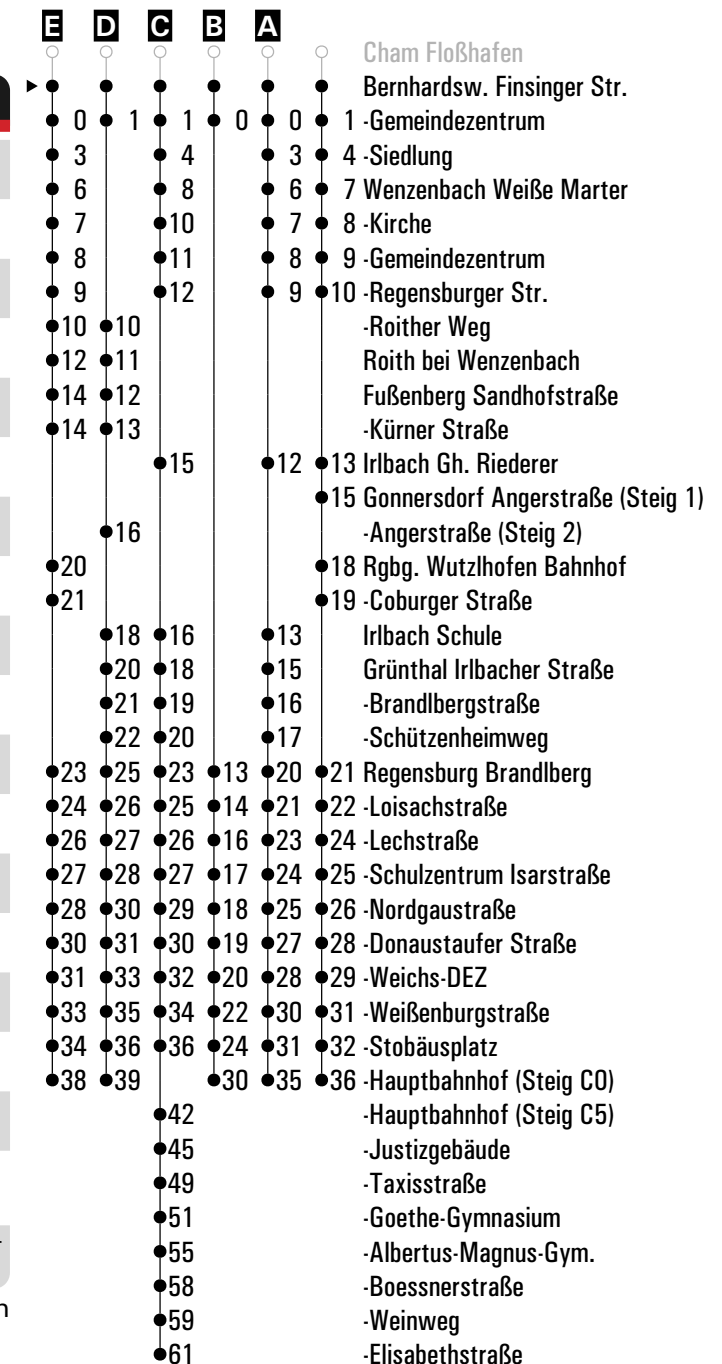 E D C B A
Cham Floßhafen
Bernhardsw. Finsinger Str.
0 1 1 0 0 1 -Gemeindezentrum
3 4 3 4 -Siedlung
6 8 6 7 Wenzenbach Weiße Marter
7 10 7 8 -Kirche
8 11 8 9 -Gemeindezentrum
9 12 9 10 -Regensburger Str.
10 10 -Roither Weg
12 11 Roith bei Wenzenbach
14 12 Fußenberg Sandhofstraße
14 13 -Kürner Straße
15 12 13 Irlbach Gh. Riederer
15 Gonnersdorf Angerstraße (Steig 1)
16 -Angerstraße (Steig 2)
20 18 Rgbg. Wutzlhofen Bahnhof
21 19 -Coburger Straße
18 16 13 Irlbach Schule
20 18 15 Grünthal Irlbacher Straße
21 19 16 -Brandlbergstraße
22 20 17 -Schützenheimweg
23 25 23 13 20 21 Regensburg Brandlberg
24 26 25 14 21 22 -Loisachstraße
26 27 26 16 23 24 -Lechstraße
27 28 27 17 24 25 -Schulzentrum Isarstraße
28 30 29 18 25 26 -Nordgaustraße
30 31 30 19 27 28 -Donaustaufer Straße
31 33 32 20 28 29 -Weichs-DEZ
33 35 34 22 30 31 -Weißenburgstraße
34 36 36 24 31 32 -Stobäusplatz
38 39 30 35 36 -Hauptbahnhof (Steig C0)
42 -Hauptbahnhof (Steig C5)
45 -Justizgebäude
49 -Taxisstraße
51 -Goethe-Gymnasium
55 -Albertus-Magnus-Gym.
58 -Boessnerstraße
59 -Weinweg
61 -Elisabethstraße